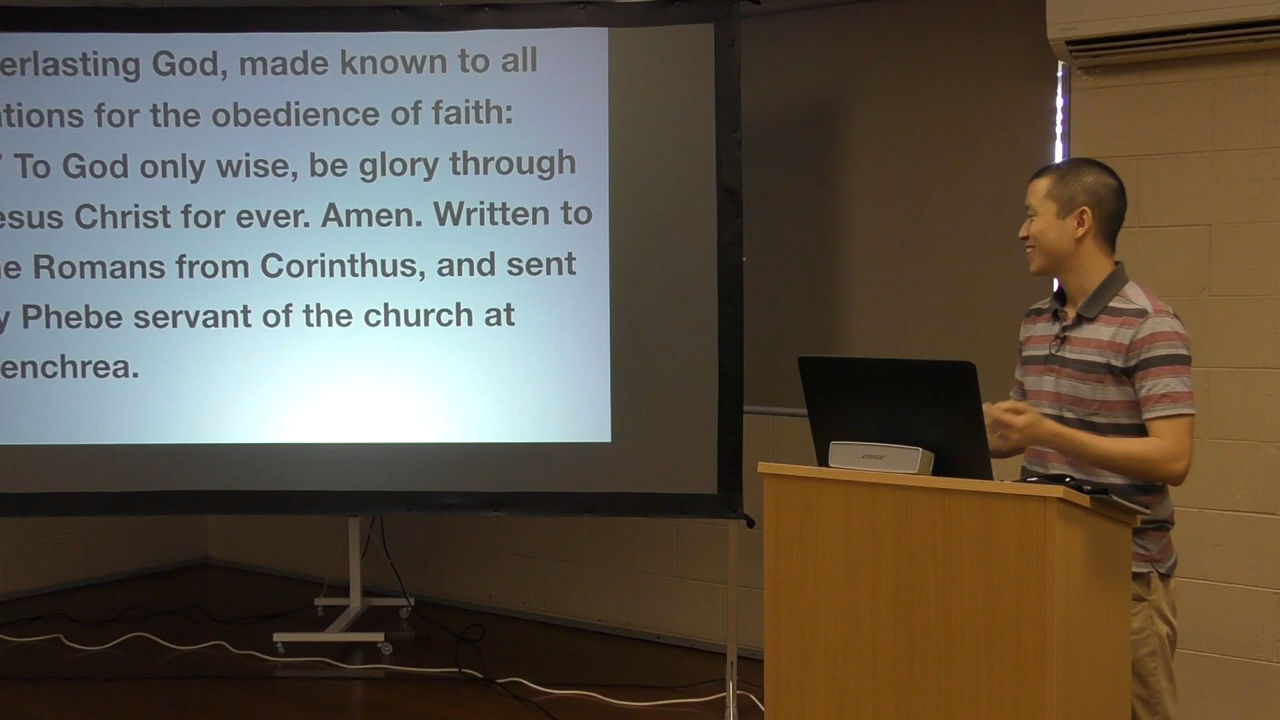 erlasting God, made known to all
tions for the obedience of faith:
To God only wise, be glory through
esus Christ for ever. Amen. Written to
e Romans from Corinthus, and sent
y Phebe servant of the church at
enchrea.
BOSE